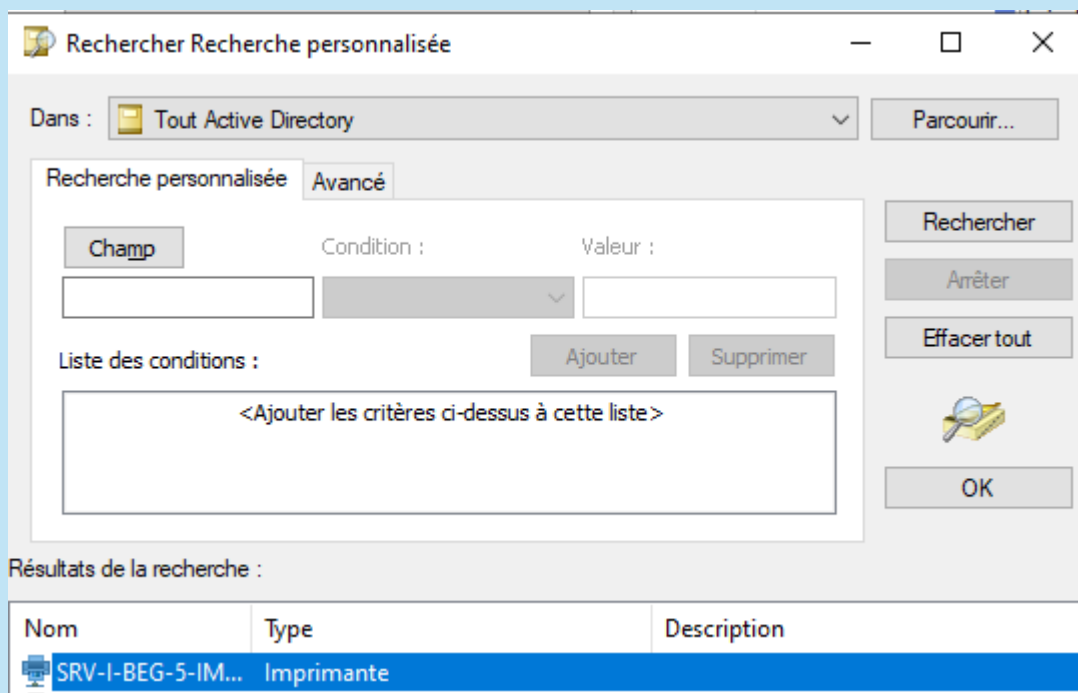 Rechercher Recherche personnalisée
Dans : Tout Active Directory Parcourir...
Recherche personnalisée Avancé
Rechercher
Champ Condition : Valeur :
Arrêter
Effacer tout
Liste des conditions : Ajouter Supprimer
<Ajouter les critères ci-dessus à cette liste>
OK
Résultats de la recherche :
Nom Type Description
SRV-I-BEG-5-IM... Imprimante